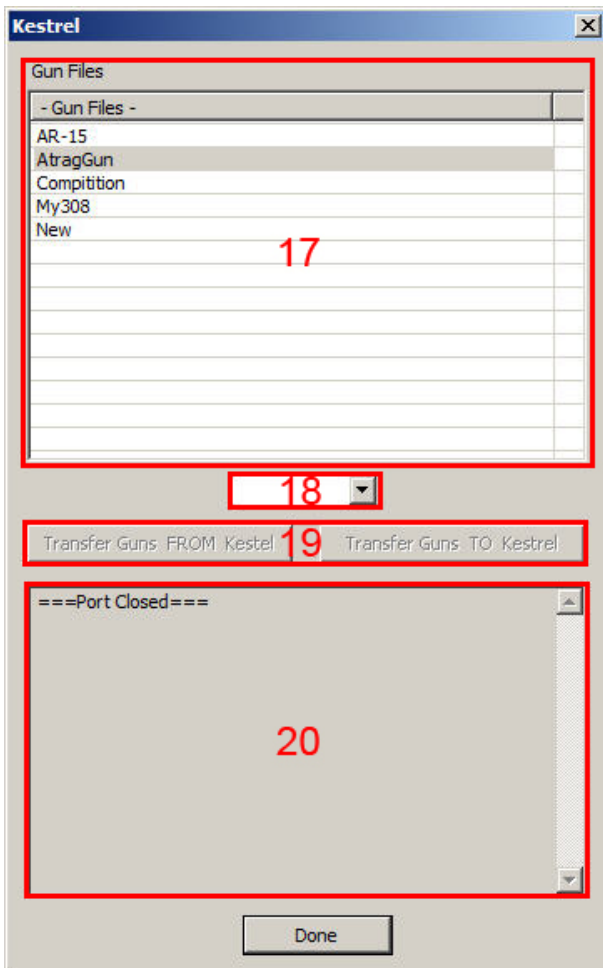 Kestrel
Gun Files
- Gun Files -
AR-15
AtragGun
Compitition
My308
New
17
18
Transfer Guns FROM Kestel 19 Transfer Guns TO Kestrel
===Port Closed===
20
Done